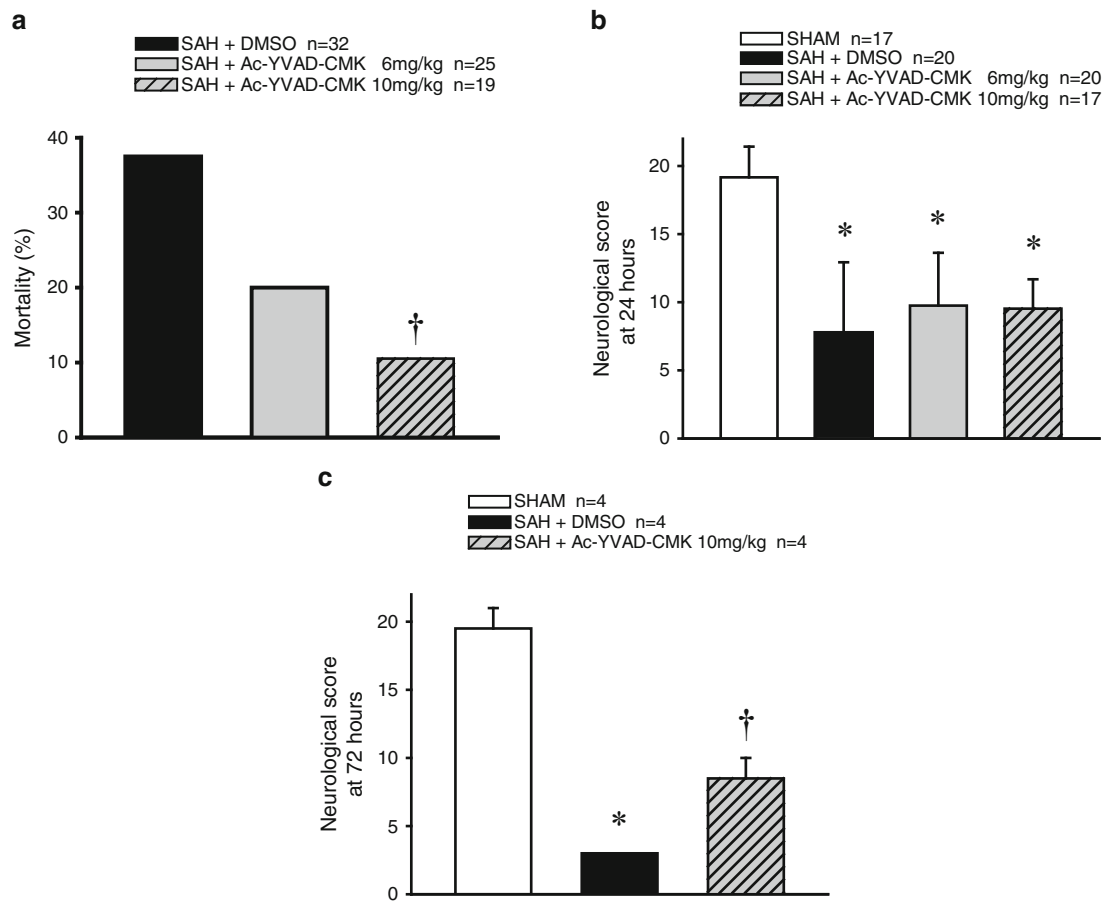 a
SAH + DMSO n=32
SAH + Ac-YVAD-CMK 6mg/kg n=25
SAH + Ac-YVAD-CMK 10mg/kg n=19
Mortality (%)
40
30
20
10
0
†
b
SHAM n=17
SAH + DMSO n=20
SAH + Ac-YVAD-CMK 6mg/kg n=20
SAH + Ac-YVAD-CMK 10mg/kg n=17
Neurological score
at 24 hours
20
15
10
5
0
*
*
*
c
SHAM n=4
SAH + DMSO n=4
SAH + Ac-YVAD-CMK 10mg/kg n=4
Neurological score
at 72 hours
20
15
10
5
0
*
†